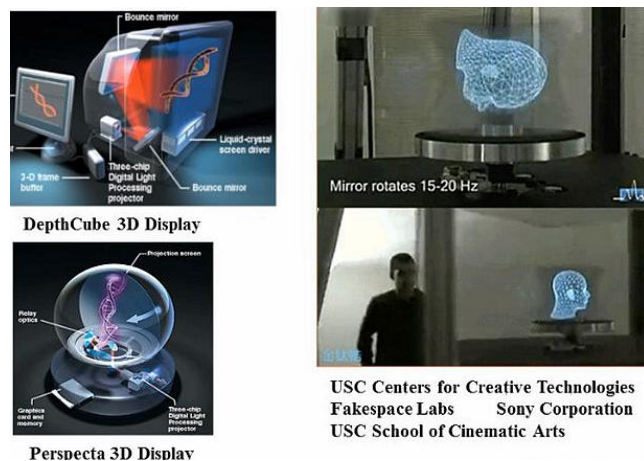 Bounce mirror
Liquid-crystal
screen driver
3-D frame
buffer
Three-chip
Digital Light
Processing
projector
Bounce mirror
DepthCube 3D Display
Projection screen
Relay
optics
Graphics
card and
memory
Three-chip
Digital Light
Processing
projector
Perspecta 3D Display
Mirror rotates 15-20 Hz
USC Centers for Creative Technologies
Fakespace Labs Sony Corporation
USC School of Cinematic Arts